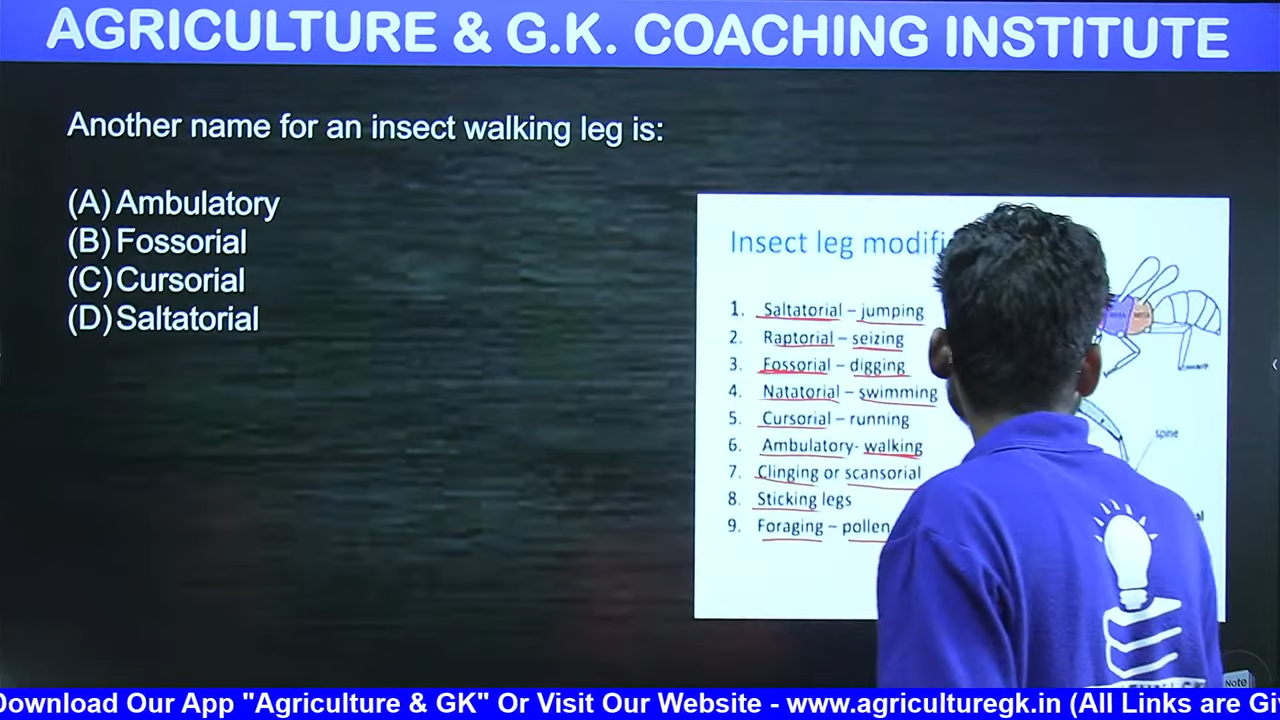 AGRICULTURE & G.K. COACHING INSTITUTE
Another name for an insect walking leg is:
(A) Ambulatory
(B) Fossorial
(C) Cursorial
(D) Saltatorial
Insect leg
1. Saltatorial – jumping
2. Raptorial – seizing
3. Fossorial – digging
4. Natatorial – swimming
5. Cursorial – running
6. Ambulatory- walking
7. Clinging or scansorial
8. Sticking legs
9. Foraging – pollen
spine
Note
Download Our App "Agriculture & GK" Or Visit Our Website - www.agriculturegk.in (All Links are